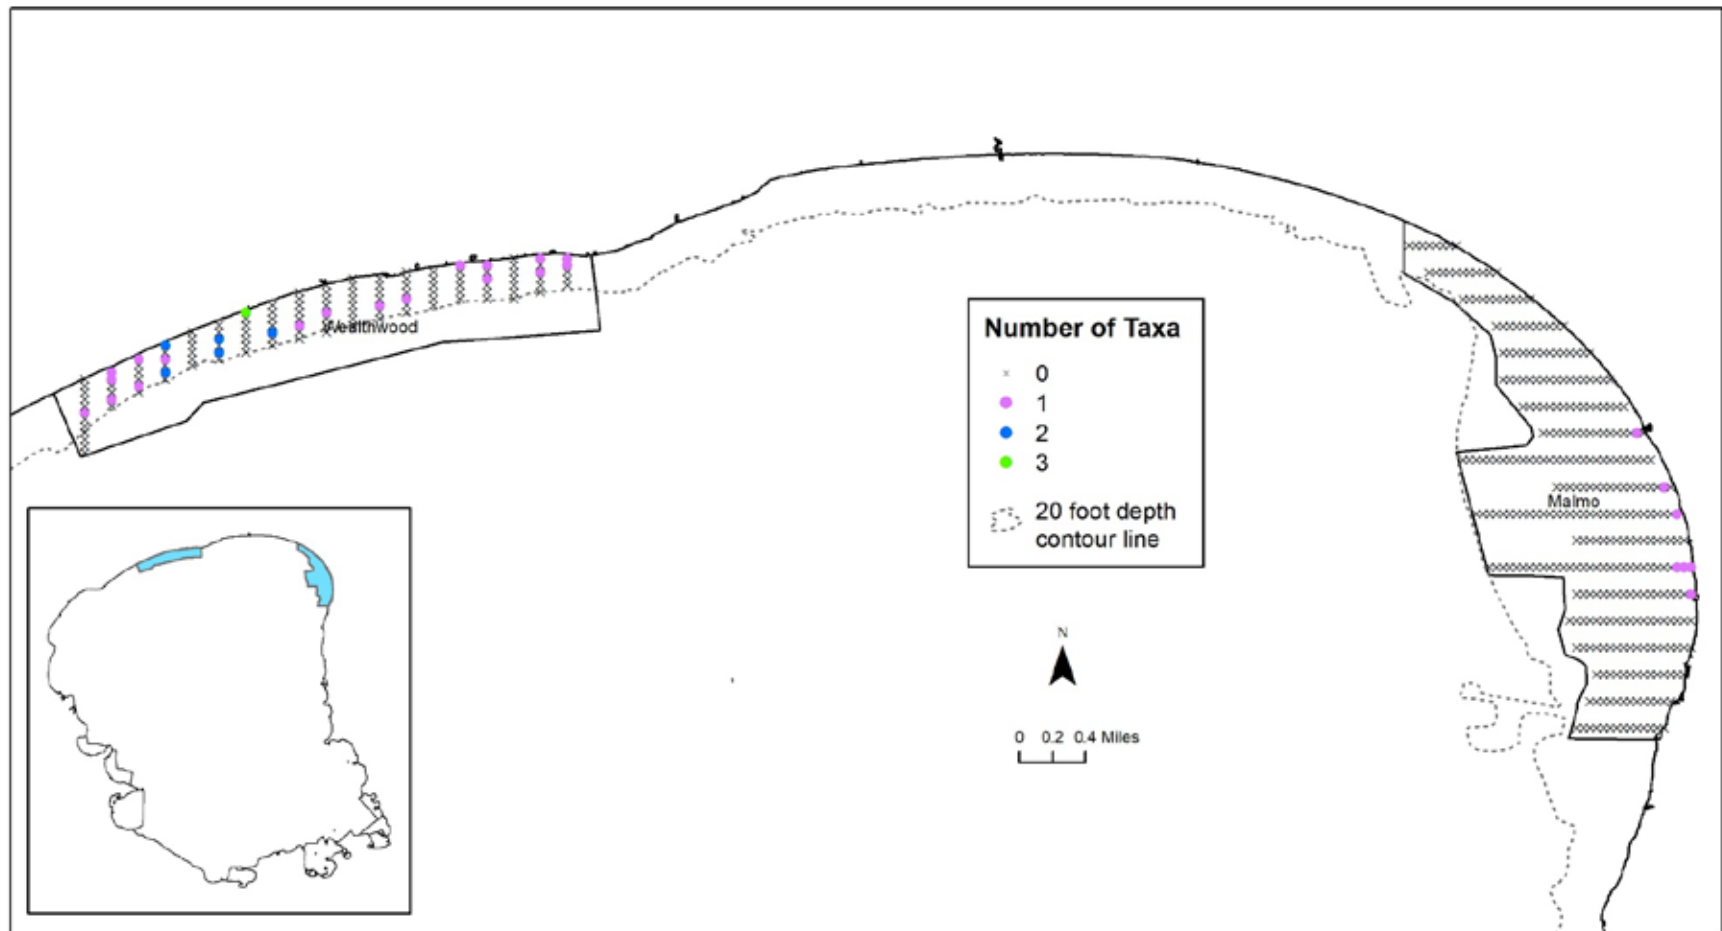 Wealthwood
Malmo
Number of Taxa
0
1
2
3
20 foot depth
contour line
N
0 0.2 0.4 Miles